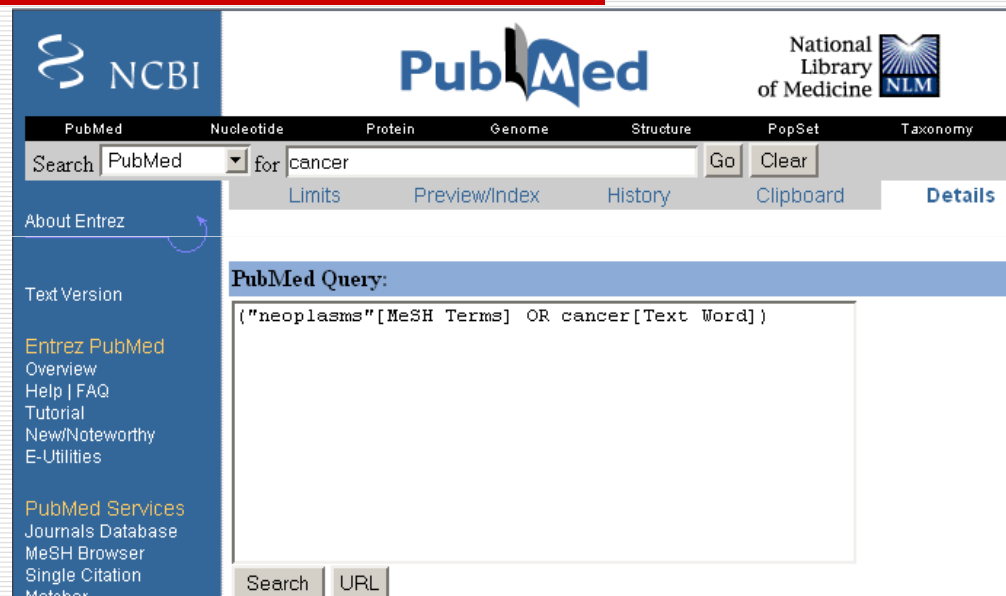 NCBI
PubMed
National
Library
of Medicine
NLM
PubMed Nucleotide Protein Genome Structure PopSet Taxonomy
Search PubMed for cancer Go Clear
Limits Preview/Index History Clipboard Details
About Entrez
Text Version
Entrez PubMed
Overview
Help | FAQ
Tutorial
New/Noteworthy
E-Utilities
PubMed Services
Journals Database
MeSH Browser
Single Citation
Matcher
PubMed Query:
("neoplasms"[MeSH Terms] OR cancer[Text Word])
Search URL